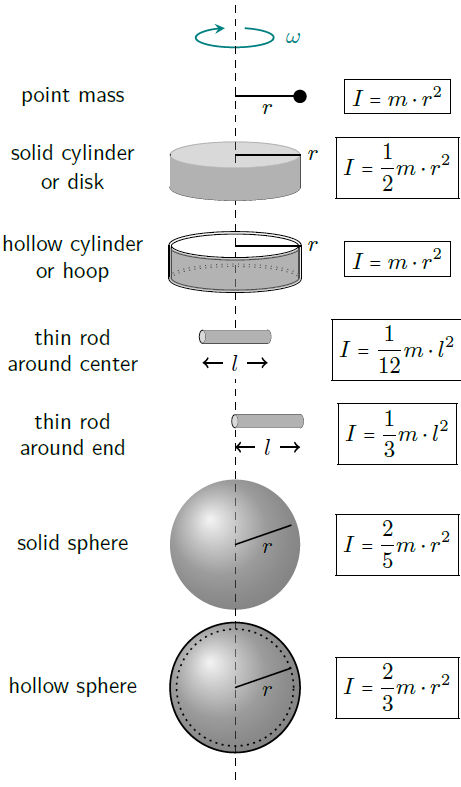 ω
point mass
r
I = m · r²
solid cylinder
or disk
r
I = 1/2 m · r²
hollow cylinder
or hoop
r
I = m · r²
thin rod
around center
l
I = 1/12 m · l²
thin rod
around end
l
I = 1/3 m · l²
solid sphere
r
I = 2/5 m · r²
hollow sphere
r
I = 2/3 m · r²